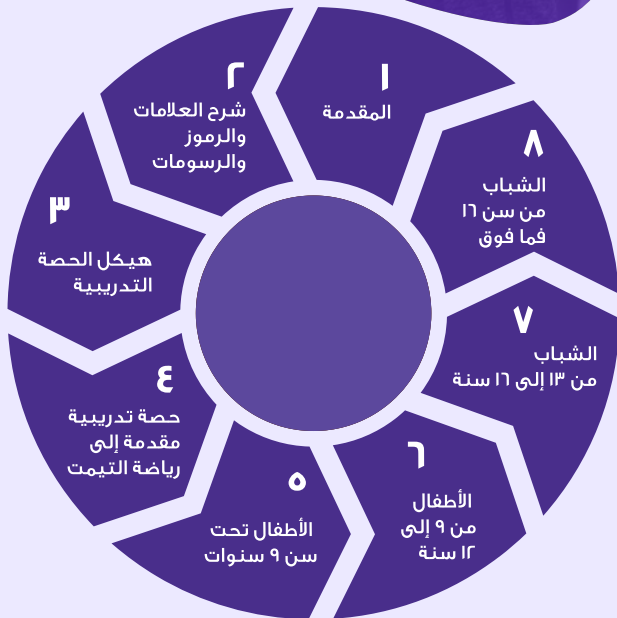 ١
المقدمة
٢
شرح العلامات
والرموز
والرسومات
٣
هيكل الحصة
التدريبية
٤
حصة تدريبية
مقدمة إلى
رياضة التيمت
٥
الأطفال تحت
سن ٩ سنوات
٦
الأطفال
من ٩ إلى
١٢ سنة
٧
الشباب
من ١٣ إلى ١٦ سنة
٨
الشباب
من سن ١٦
فما فوق